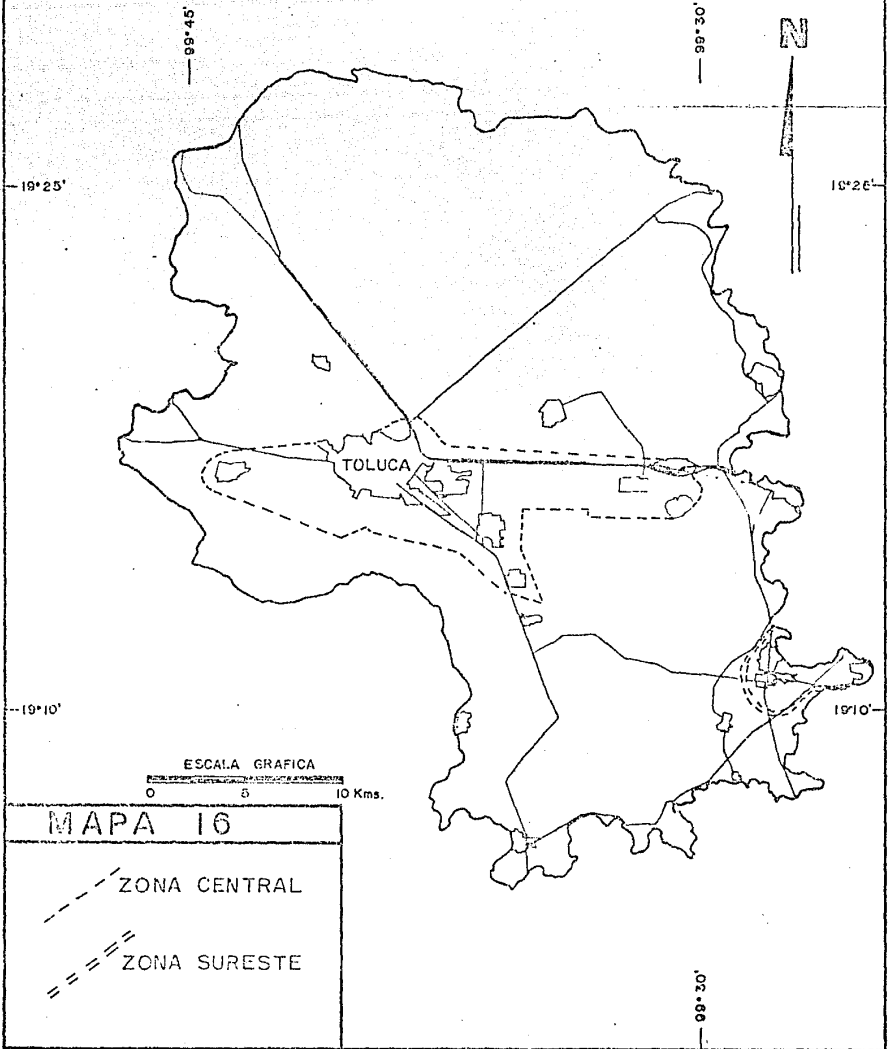 99°45'
99°30'
N
19°25'
19°25'
TOLUCA
19°10'
19°10'
ESCALA GRAFICA
0 5 10 Kms.
MAPA 16
ZONA CENTRAL
ZONA SURESTE
99°30'